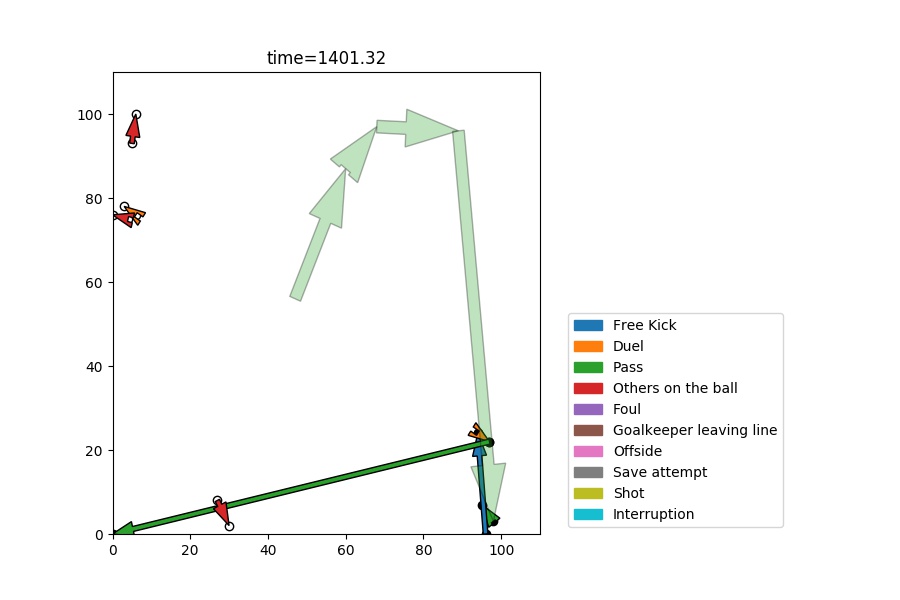 time=1401.32
100
80
60
40
20
0
0 20 40 60 80 100
Free Kick
Duel
Pass
Others on the ball
Foul
Goalkeeper leaving line
Offside
Save attempt
Shot
Interruption